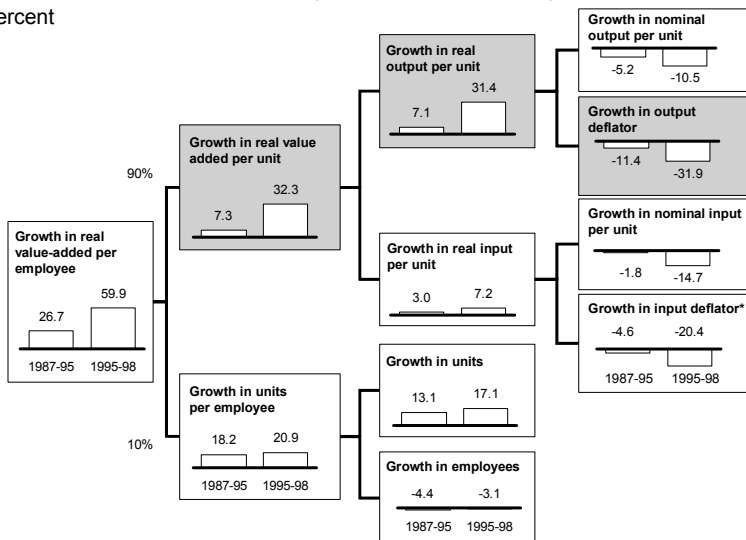 ercent
Growth in real
value-added per
employee
26.7
59.9
1987-95
1995-98
90%
10%
Growth in real value
added per unit
7.3
32.3
Growth in units
per employee
18.2
20.9
1987-95
1995-98
Growth in real
output per unit
7.1
31.4
Growth in real input
per unit
3.0
7.2
Growth in units
13.1
17.1
Growth in employees
-4.4
-3.1
1987-95
1995-98
Growth in nominal
output per unit
-5.2
-10.5
Growth in output
deflator
-11.4
-31.9
Growth in nominal input
per unit
-1.8
-14.7
Growth in input deflator*
-4.6
-20.4
1987-95
1995-98